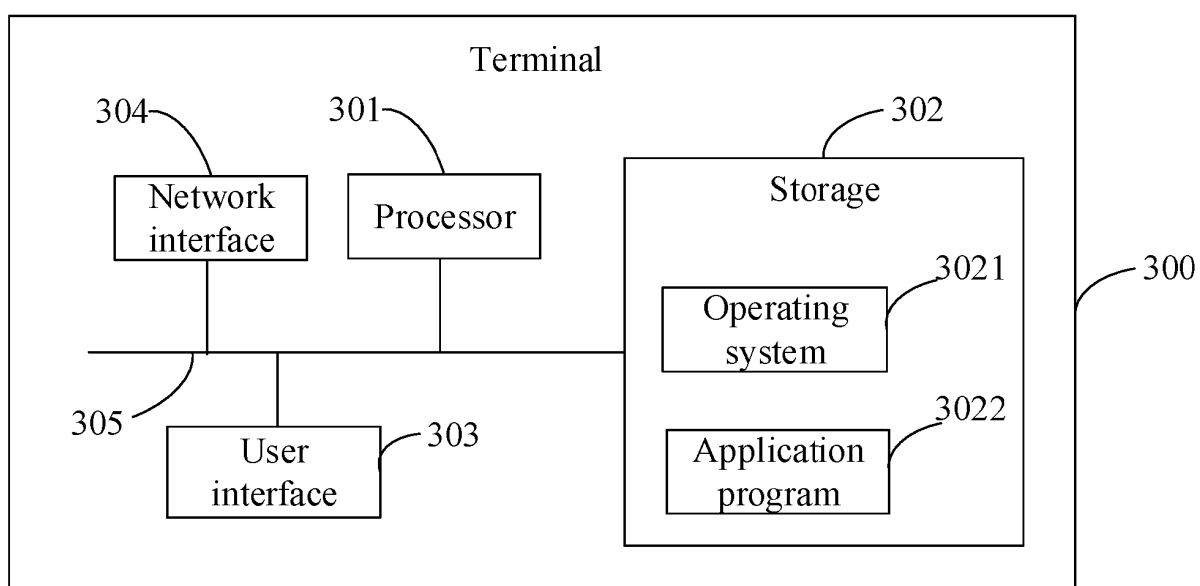 Terminal
304
301
302
Network
interface
Processor
Storage
3021
300
Operating
system
305
3022
303
User
interface
Application
program